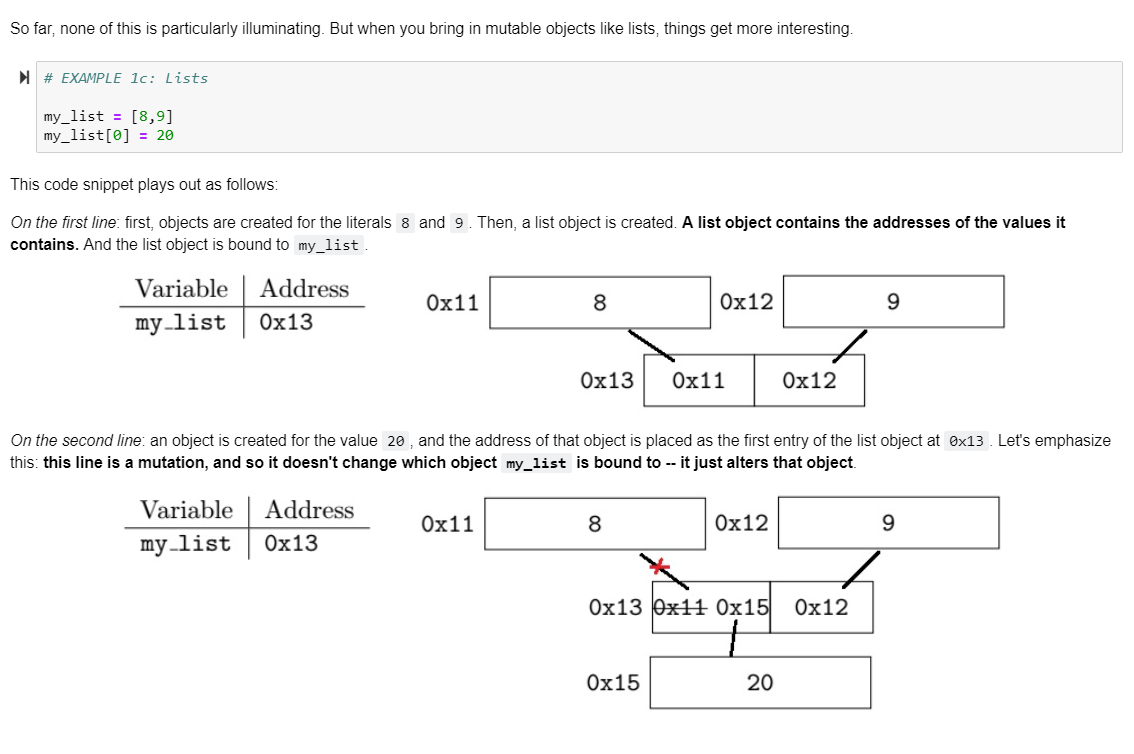 So far, none of this is particularly illuminating. But when you bring in mutable objects like lists, things get more interesting.
# EXAMPLE 1c: Lists
my_list = [8,9]
my_list[0] = 20
This code snippet plays out as follows:
On the first line: first, objects are created for the literals 8 and 9 . Then, a list object is created. A list object contains the addresses of the values it
contains. And the list object is bound to my_list .
Variable Address
my_list 0x13
0x11 8 0x12 9
0x13 0x11 0x12
On the second line: an object is created for the value 20 , and the address of that object is placed as the first entry of the list object at 0x13 . Let's emphasize
this: this line is a mutation, and so it doesn't change which object my_list is bound to -- it just alters that object.
Variable Address
my_list 0x13
0x11 8 0x12 9
0x13 0x11 0x15 0x12
0x15 20